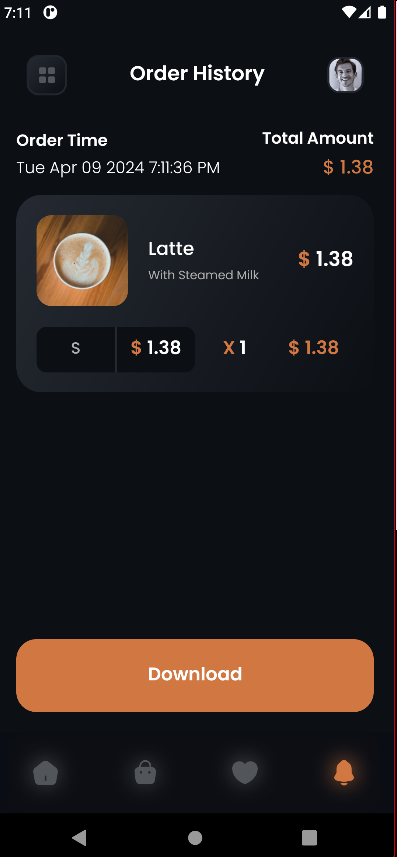 7:11
Order History
Order Time
Total Amount
Tue Apr 09 2024 7:11:36 PM
$ 1.38
Latte
With Steamed Milk
$ 1.38
S
$ 1.38
X 1
$ 1.38
Download